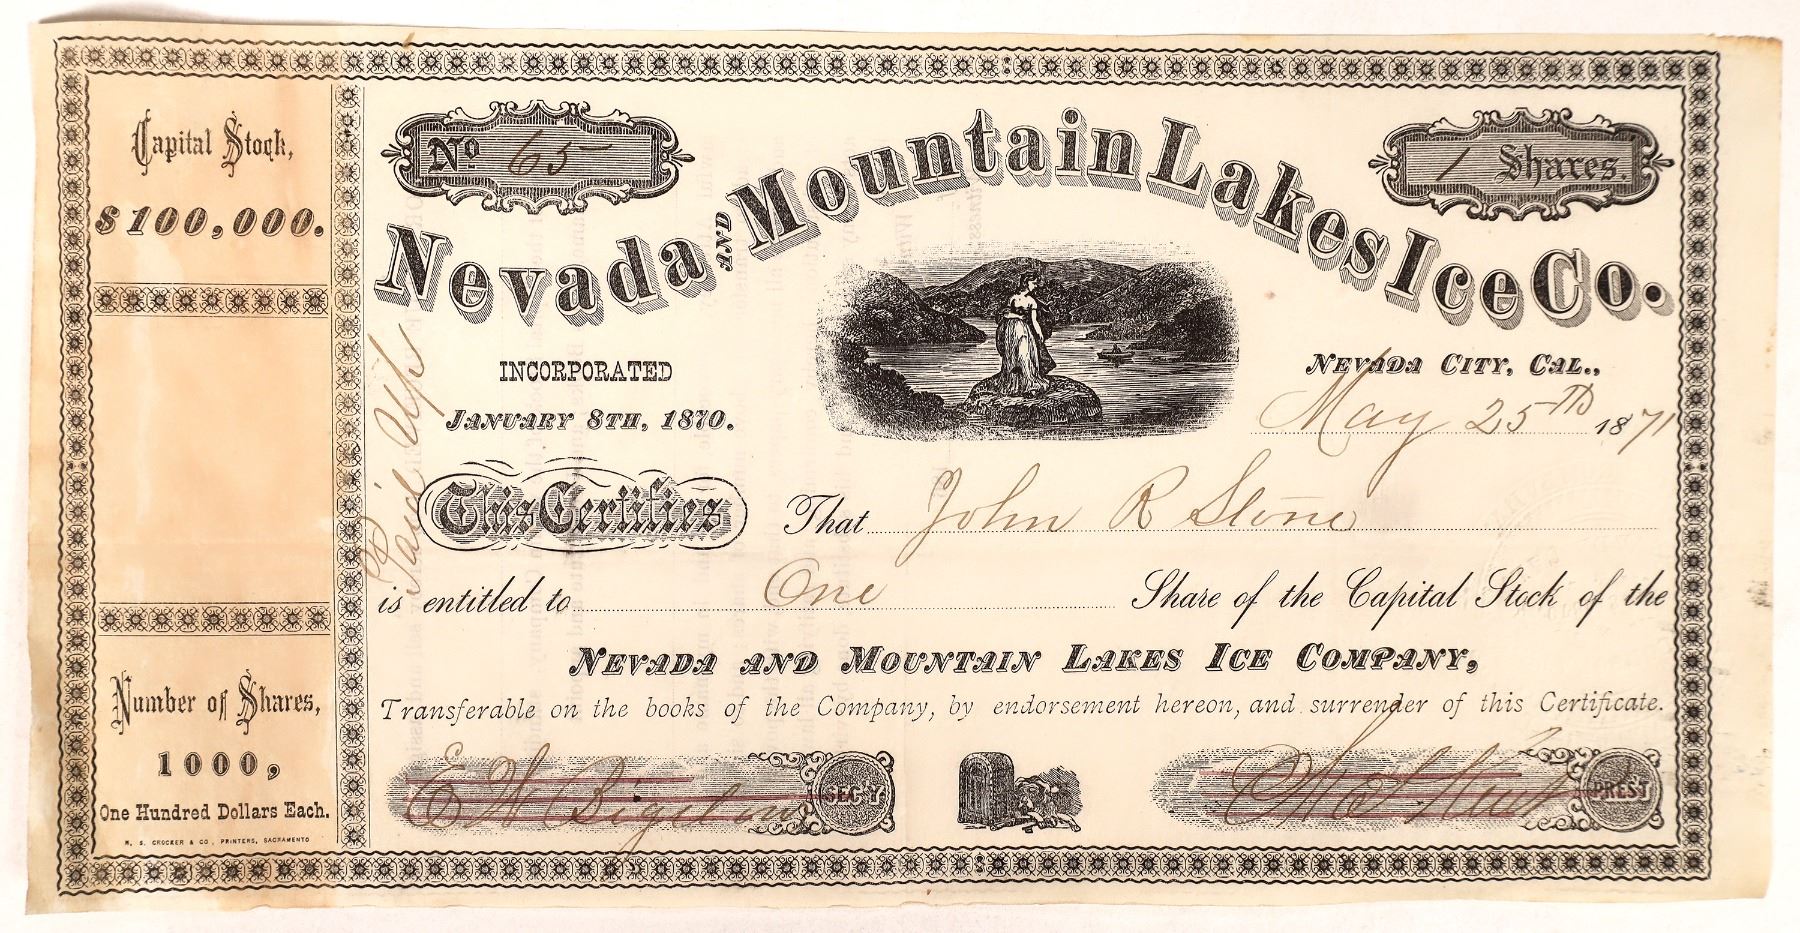 Capital Stock,
$100,000.
Number of Shares,
1000,
One Hundred Dollars Each.
H. S. CROCKER & CO. PRINTERS, SACRAMENTO
Paid Up
No. 65
1 Shares.
Nevada AND Mountain Lakes Ice Co.
INCORPORATED
JANUARY 8TH, 1870.
NEVADA CITY, CAL.,
May 25TH 1871
This Certifies That John R Slone
is entitled to One Share of the Capital Stock of the
NEVADA AND MOUNTAIN LAKES ICE COMPANY,
Transferable on the books of the Company, by endorsement hereon, and surrender of this Certificate.
E W Bigelow SEC'Y.
PREST